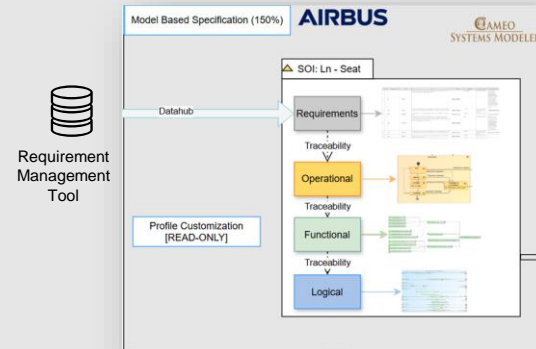 Model Based Specification (150%)
AIRBUS
CAMEO
SYSTEMS MODELER
SOI: Ln - Seat
Datahub
Requirements
Traceability
Requirement
Management
Tool
Operational
Traceability
Profile Customization
[READ-ONLY]
Functional
Traceability
Logical